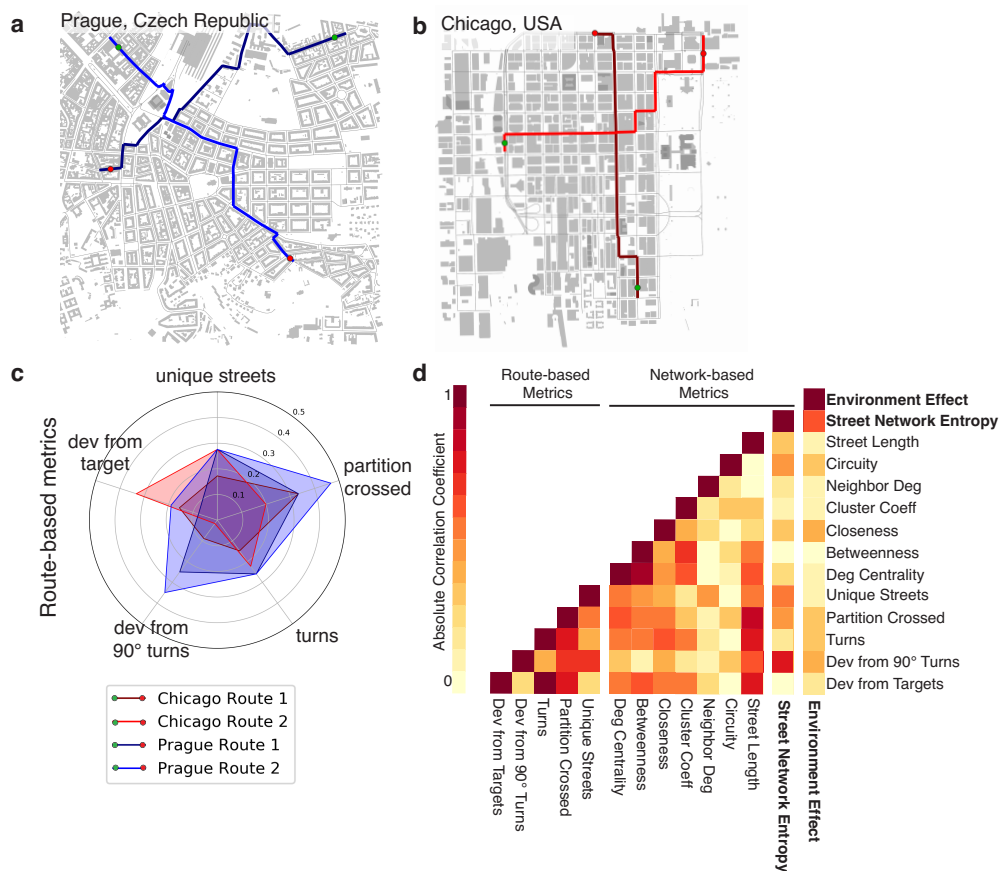 a
Prague, Czech Republic
b
Chicago, USA
c
unique streets
0.5
0.4
0.3
0.2
0.1
dev from
target
partition
crossed
Route-based metrics
dev from
90° turns
turns
Chicago Route 1
Chicago Route 2
Prague Route 1
Prague Route 2
d
Route-based
Metrics
Network-based
Metrics
1
Absolute Correlation Coefficient
0
Environment Effect
Street Network Entropy
Street Length
Circuity
Neighbor Deg
Cluster Coeff
Closeness
Betweenness
Deg Centrality
Unique Streets
Partition Crossed
Turns
Dev from 90° Turns
Dev from Targets
Dev from Targets
Dev from 90° Turns
Turns
Partition Crossed
Unique Streets
Deg Centrality
Betweenness
Closeness
Cluster Coeff
Neighbor Deg
Circuity
Street Length
Street Network Entropy
Environment Effect